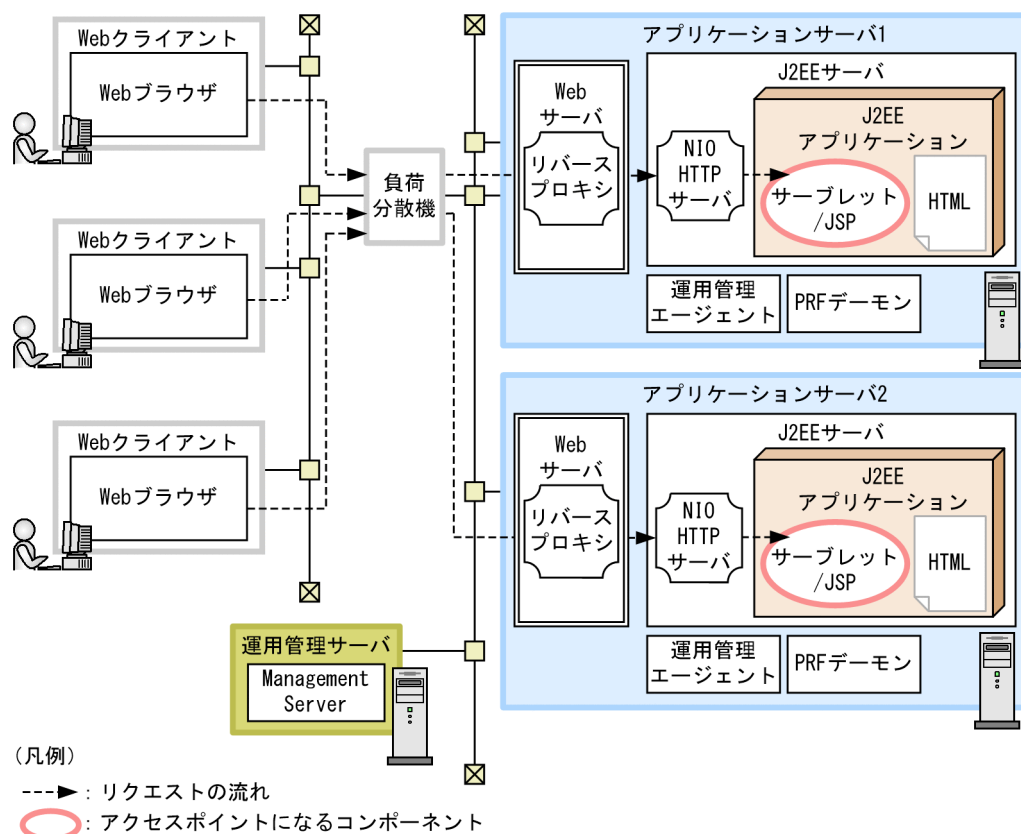 Webクライアント
Webブラウザ
Webクライアント
Webブラウザ
Webクライアント
Webブラウザ
負荷
分散機
アプリケーションサーバ1
Web
サーバ
リバース
プロキシ
J2EEサーバ
NIO
HTTP
サーバ
J2EE
アプリケーション
サーブレット
/JSP
HTML
運用管理
エージェント
PRFデーモン
アプリケーションサーバ2
Web
サーバ
リバース
プロキシ
J2EEサーバ
NIO
HTTP
サーバ
J2EE
アプリケーション
サーブレット
/JSP
HTML
運用管理
エージェント
PRFデーモン
運用管理サーバ
Management
Server
(凡例)
: リクエストの流れ
: アクセスポイントになるコンポーネント